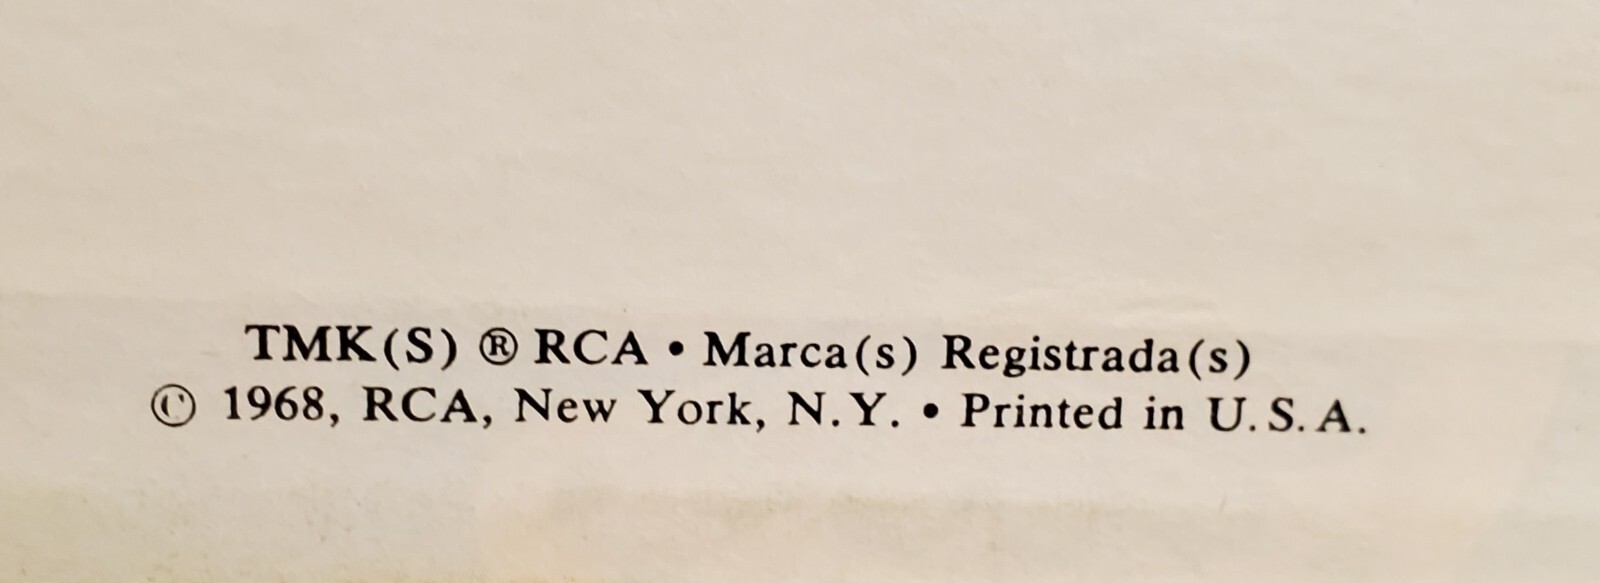 TMK(S) ® RCA • Marca(s) Registrada(s)
© 1968, RCA, New York, N.Y. • Printed in U.S.A.